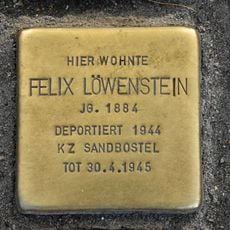 HIER WOHNTE
FELIX LÖWENSTEIN
JG. 1884
DEPORTIERT 1944
KZ SANDBOSTEL
TOT 30.4.1945